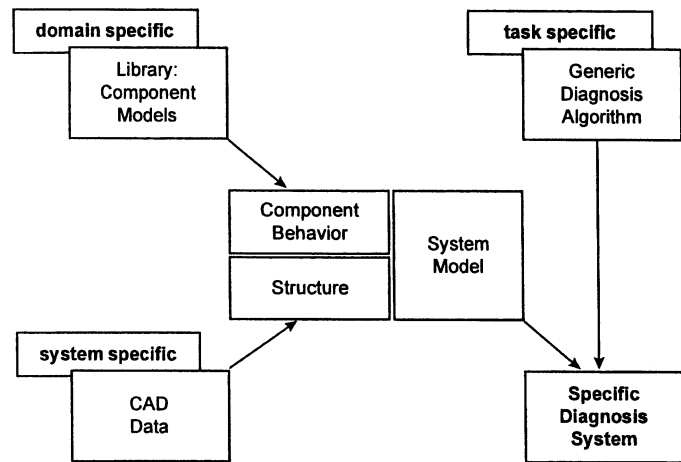 domain specific
Library:
Component
Models
task specific
Generic
Diagnosis
Algorithm
Component
Behavior
Structure
System
Model
system specific
CAD
Data
Specific
Diagnosis
System